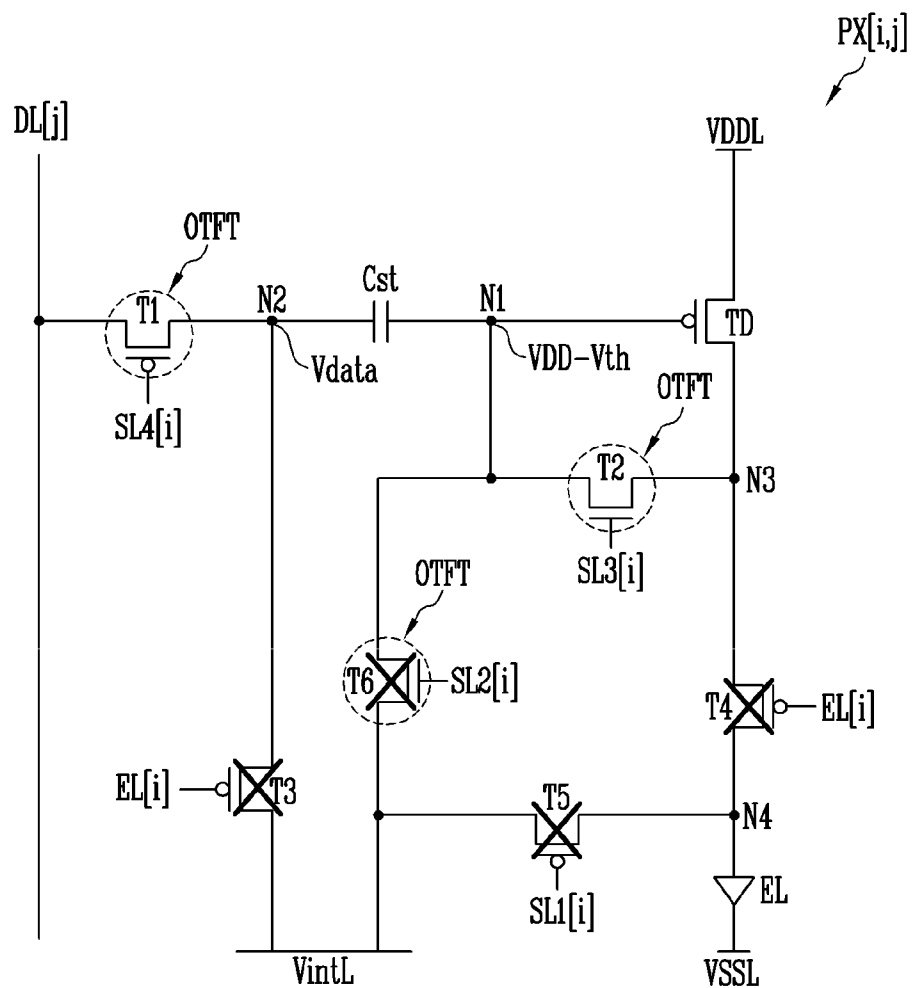 PX[i,j]
DL[j]
VDDL
OTFT
T1
N2
Cst
N1
TD
Vdata
VDD-Vth
OTFT
SL4[i]
T2
N3
SL3[i]
OTFT
T6
SL2[i]
T4
EL[i]
EL[i]
T3
T5
N4
SL1[i]
EL
VintL
VSSL